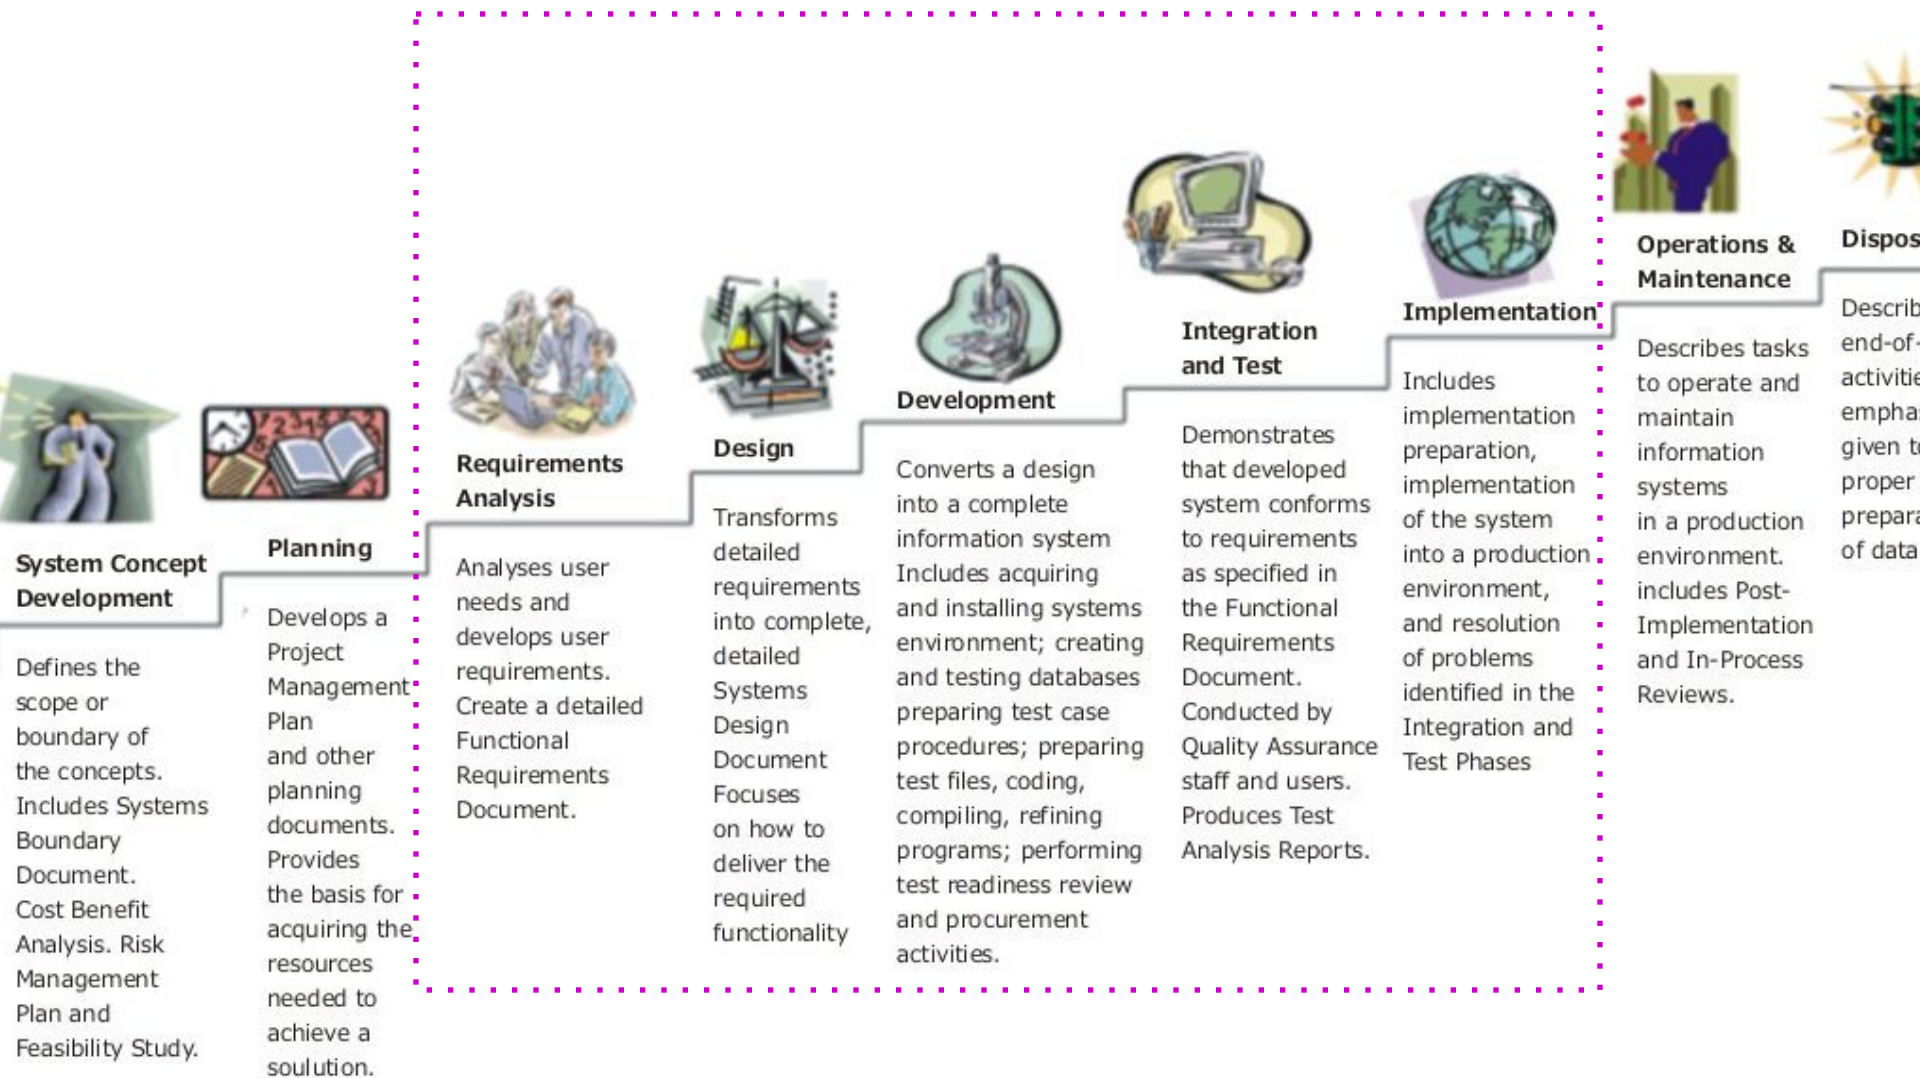 System Concept
Development
Defines the
scope or
boundary of
the concepts.
Includes Systems
Boundary
Document.
Cost Benefit
Analysis. Risk
Management
Plan and
Feasibility Study.
Planning
Develops a
Project
Management
Plan
and other
planning
documents.
Provides
the basis for
acquiring the
resources
needed to
achieve a
soulution.
Requirements
Analysis
Analyses user
needs and
develops user
requirements.
Create a detailed
Functional
Requirements
Document.
Design
Transforms
detailed
requirements
into complete,
detailed
Systems
Design
Document
Focuses
on how to
deliver the
required
functionality
Development
Converts a design
into a complete
information system
Includes acquiring
and installing systems
environment; creating
and testing databases
preparing test case
procedures; preparing
test files, coding,
compiling, refining
programs; performing
test readiness review
and procurement
activities.
Integration
and Test
Demonstrates
that developed
system conforms
to requirements
as specified in
the Functional
Requirements
Document.
Conducted by
Quality Assurance
staff and users.
Produces Test
Analysis Reports.
Implementation
Includes
implementation
preparation,
implementation
of the system
into a production
environment,
and resolution
of problems
identified in the
Integration and
Test Phases
Operations &
Maintenance
Describes tasks
to operate and
maintain
information
systems
in a production
environment.
includes Post-
Implementation
and In-Process
Reviews.
Dispos
Describ
end-of-
activitie
empha
given to
proper
prepara
of data